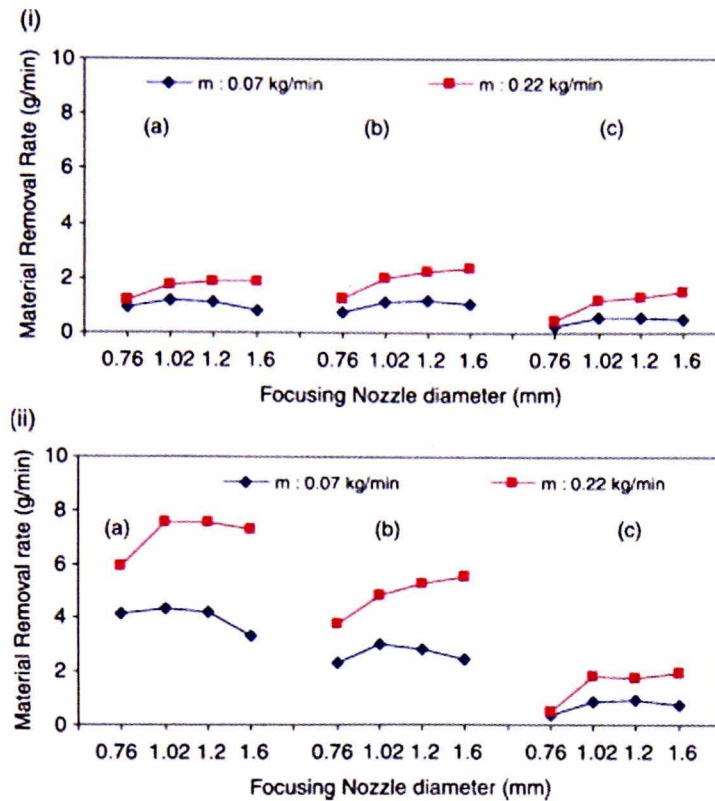 (i)
10
m : 0.07 kg/min m : 0.22 kg/min
8
(a) (b) (c)
6
4
2
0
Material Removal Rate (g/min)
0.76 1.02 1.2 1.6 0.76 1.02 1.2 1.6 0.76 1.02 1.2 1.6
Focusing Nozzle diameter (mm)
(ii)
10
m : 0.07 kg/min m : 0.22 kg/min
8
(a) (b) (c)
6
4
2
0
Material Removal rate (g/min)
0.76 1.02 1.2 1.6 0.76 1.02 1.2 1.6 0.76 1.02 1.2 1.6
Focusing Nozzle diameter (mm)